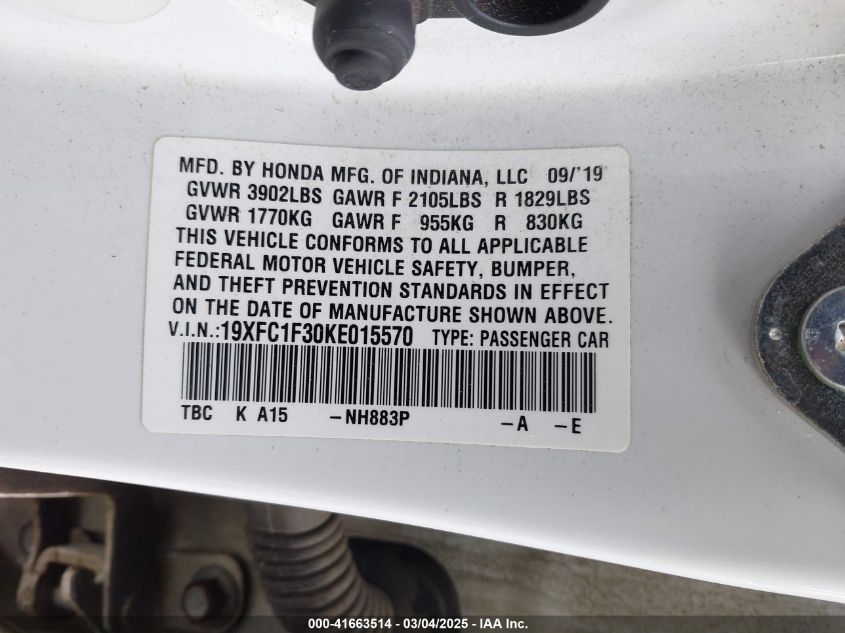 MFD. BY HONDA MFG. OF INDIANA, LLC 09/'19
GVWR 3902LBS GAWR F 2105LBS R 1829LBS
GVWR 1770KG GAWR F 955KG R 830KG
THIS VEHICLE CONFORMS TO ALL APPLICABLE
FEDERAL MOTOR VEHICLE SAFETY, BUMPER,
AND THEFT PREVENTION STANDARDS IN EFFECT
ON THE DATE OF MANUFACTURE SHOWN ABOVE.
V.I.N.:19XFC1F30KE015570 TYPE: PASSENGER CAR
TBC K A15 -NH883P -A -E
000-41663514 — 03/04/2025 — IAA Inc.